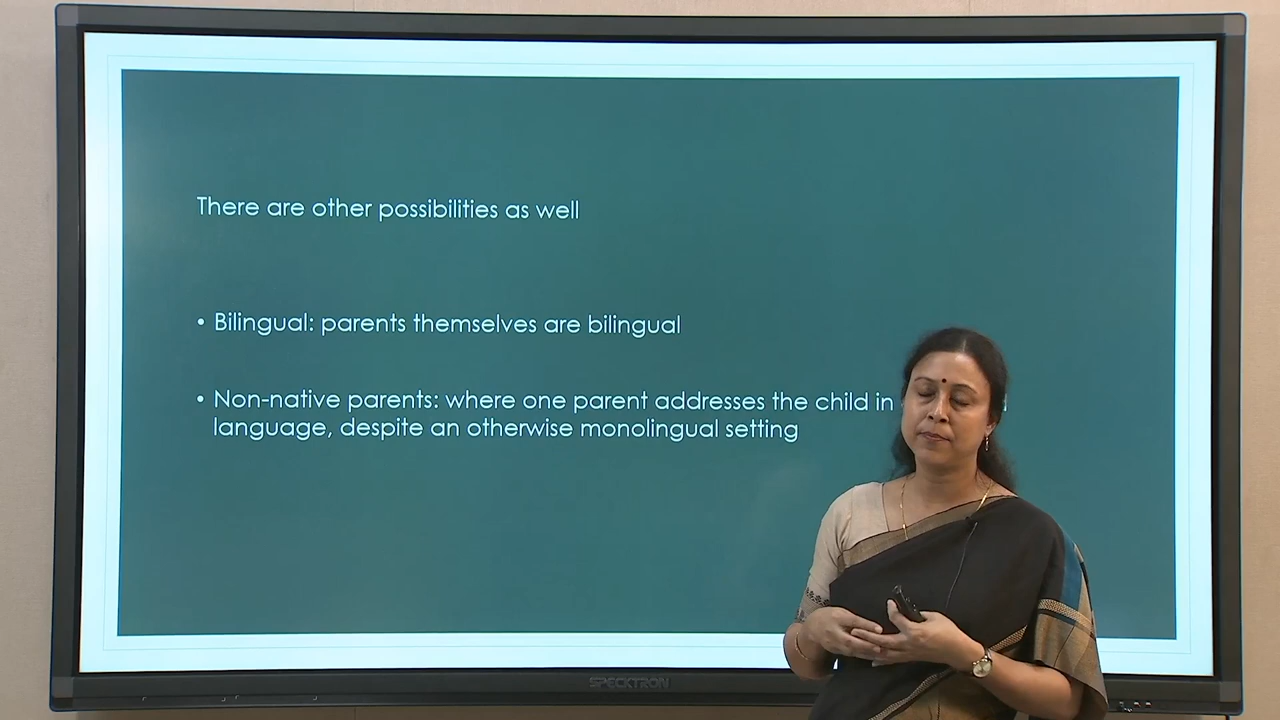 There are other possibilities as well
• Bilingual: parents themselves are bilingual
• Non-native parents: where one parent addresses the child in
language, despite an otherwise monolingual setting
SPECKTRON